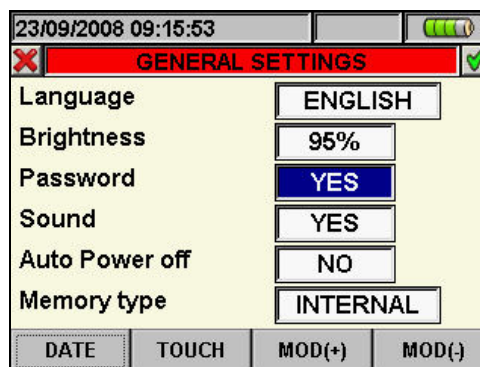 23/09/2008 09:15:53
GENERAL SETTINGS
Language ENGLISH
Brightness 95%
Password YES
Sound YES
Auto Power off NO
Memory type INTERNAL
DATE TOUCH MOD(+) MOD(-)